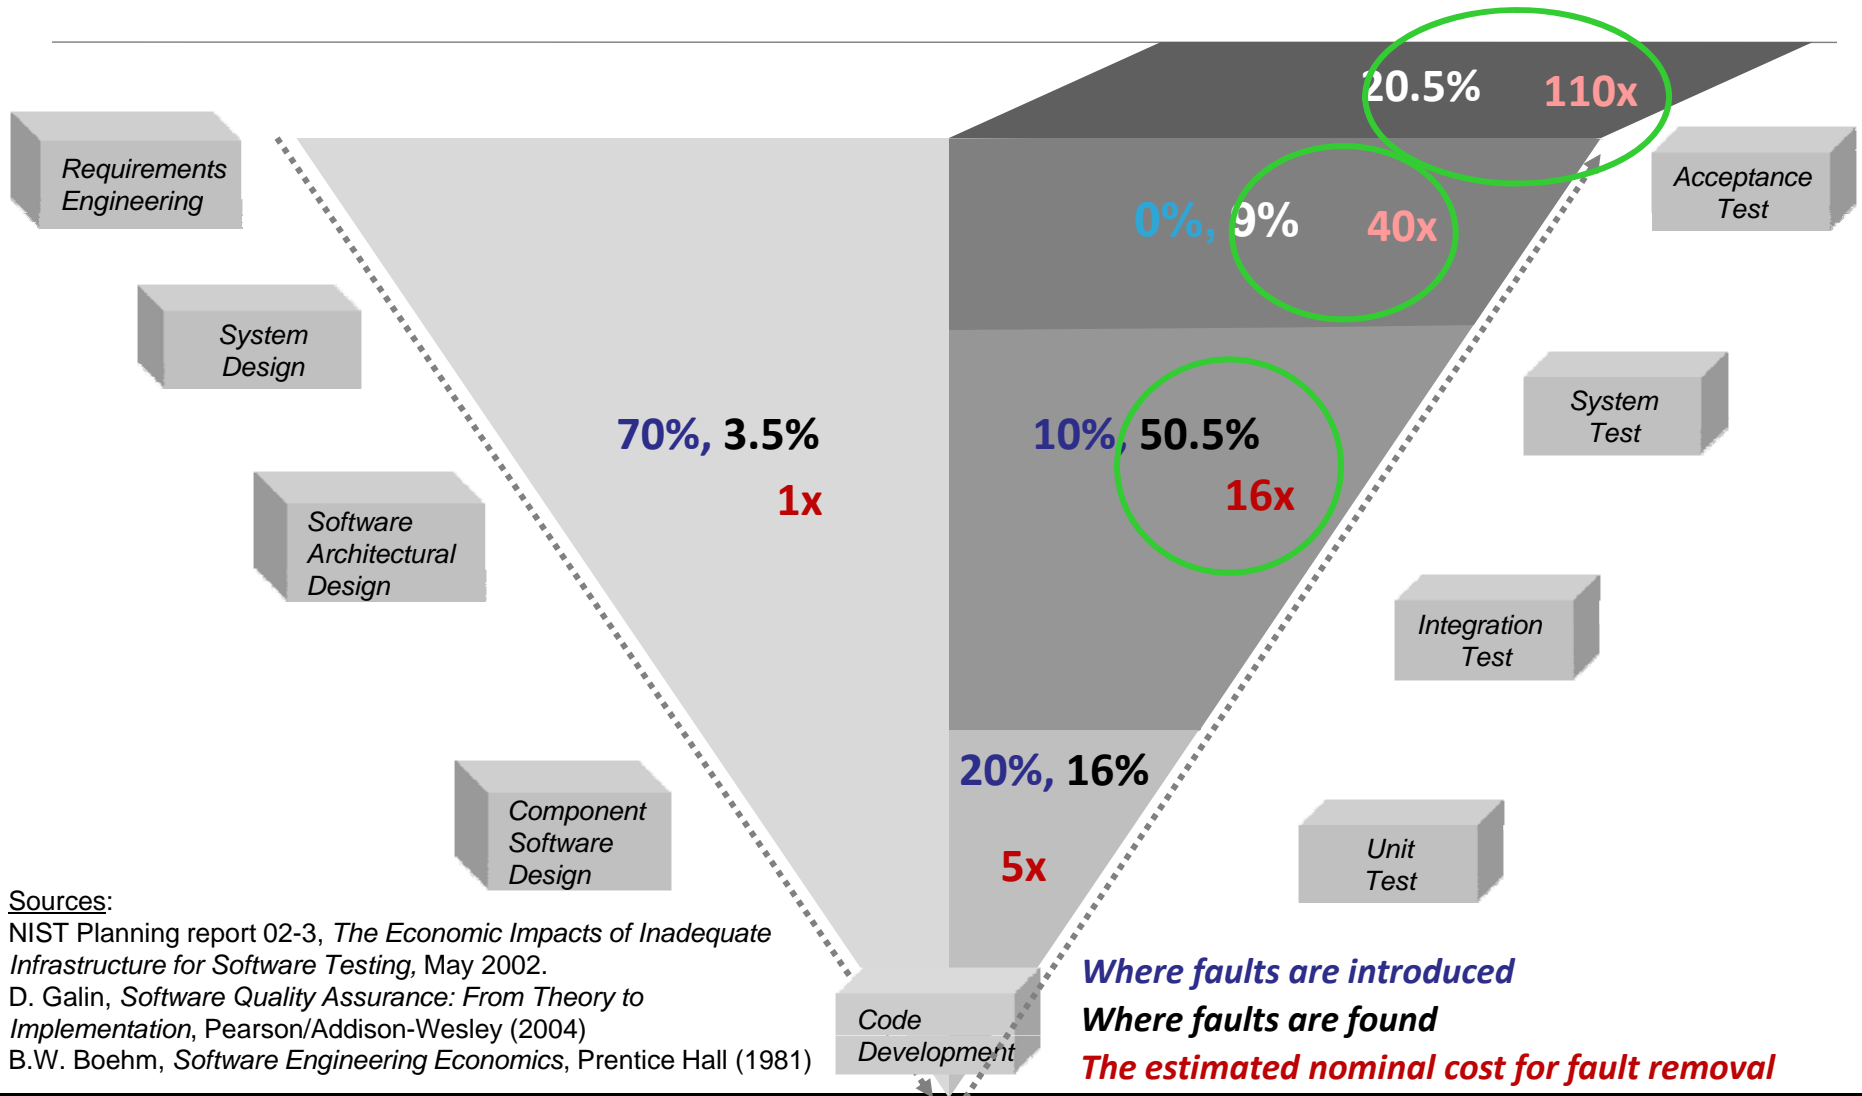 20.5% 110x
Requirements
Engineering
Acceptance
Test
0%, 9% 40x
System
Design
System
Test
70%, 3.5%
1x
10%, 50.5%
16x
Software
Architectural
Design
Integration
Test
20%, 16%
5x
Component
Software
Design
Unit
Test
Code
Development
Sources:
NIST Planning report 02-3, The Economic Impacts of Inadequate
Infrastructure for Software Testing, May 2002.
D. Galin, Software Quality Assurance: From Theory to
Implementation, Pearson/Addison-Wesley (2004)
B.W. Boehm, Software Engineering Economics, Prentice Hall (1981)
Where faults are introduced
Where faults are found
The estimated nominal cost for fault removal